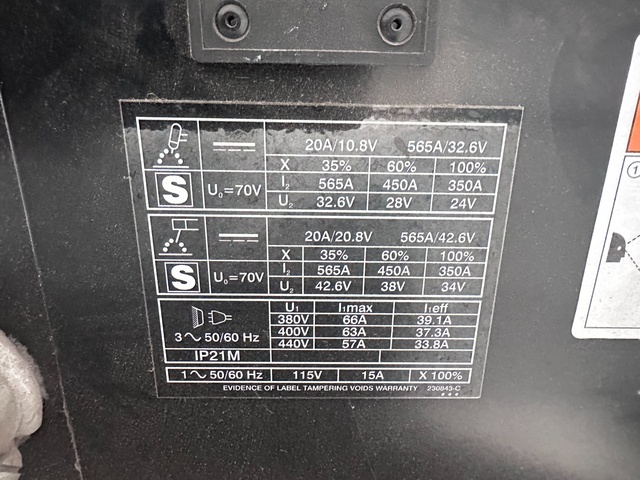 20A/10.8V 565A/32.6V
X 35% 60% 100%
S U₀=70V I₂ 565A 450A 350A
U₂ 32.6V 28V 24V
20A/20.8V 565A/42.6V
X 35% 60% 100%
S U₀=70V I₂ 565A 450A 350A
U₂ 42.6V 38V 34V
U₁ I₁max I₁eff
380V 66A 39.1A
3~50/60 Hz 400V 63A 37.3A
440V 57A 33.8A
IP21M
1~50/60 Hz 115V 15A X 100%
EVIDENCE OF LABEL TAMPERING VOIDS WARRANTY 230843-C
1